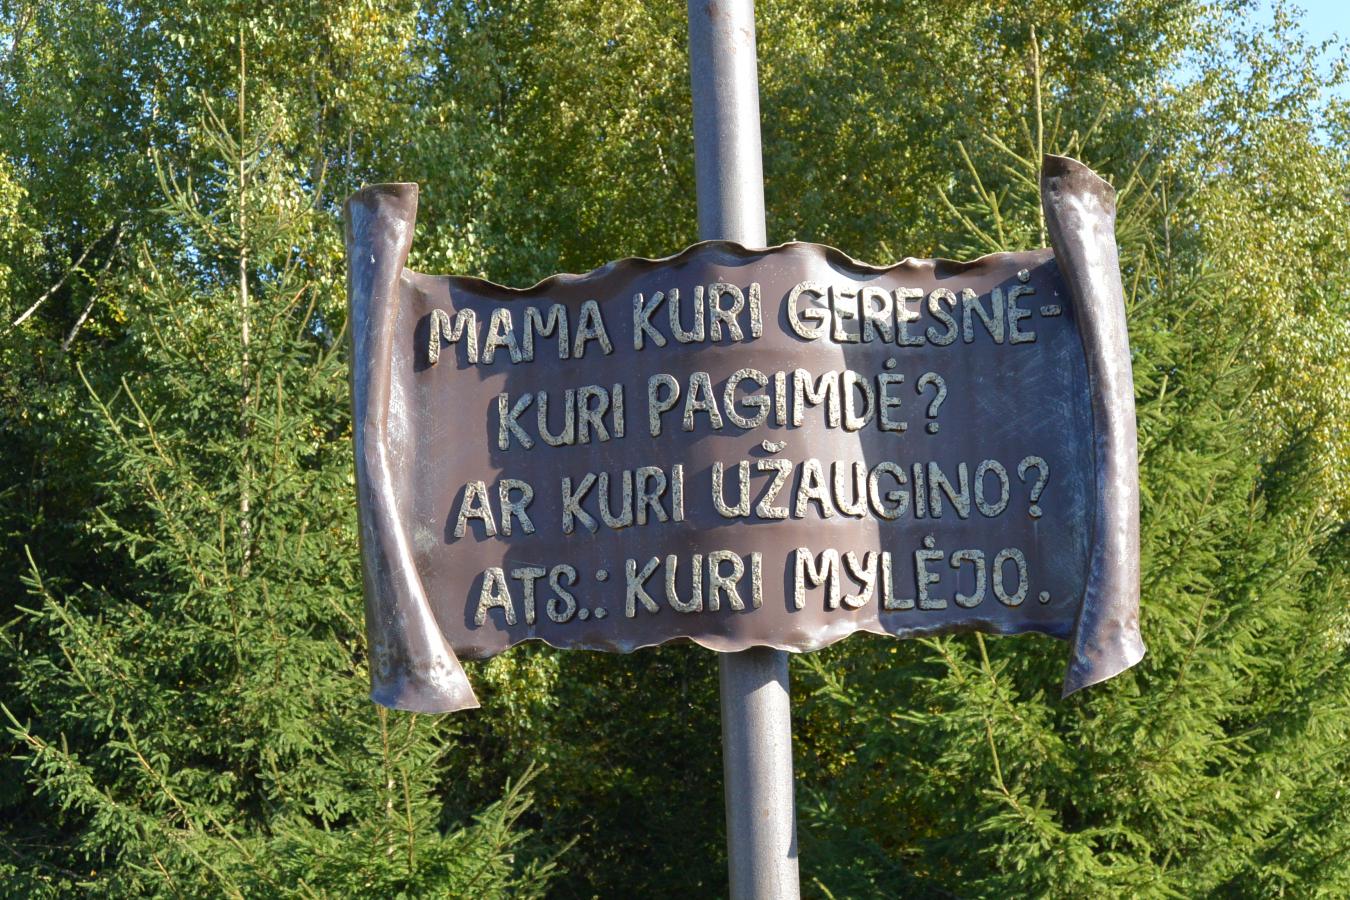 MAMA KURI GERESNĖ-
KURI PAGIMDĖ?
AR KURI UŽAUGINO?
ATS.: KURI MYLĖJO.